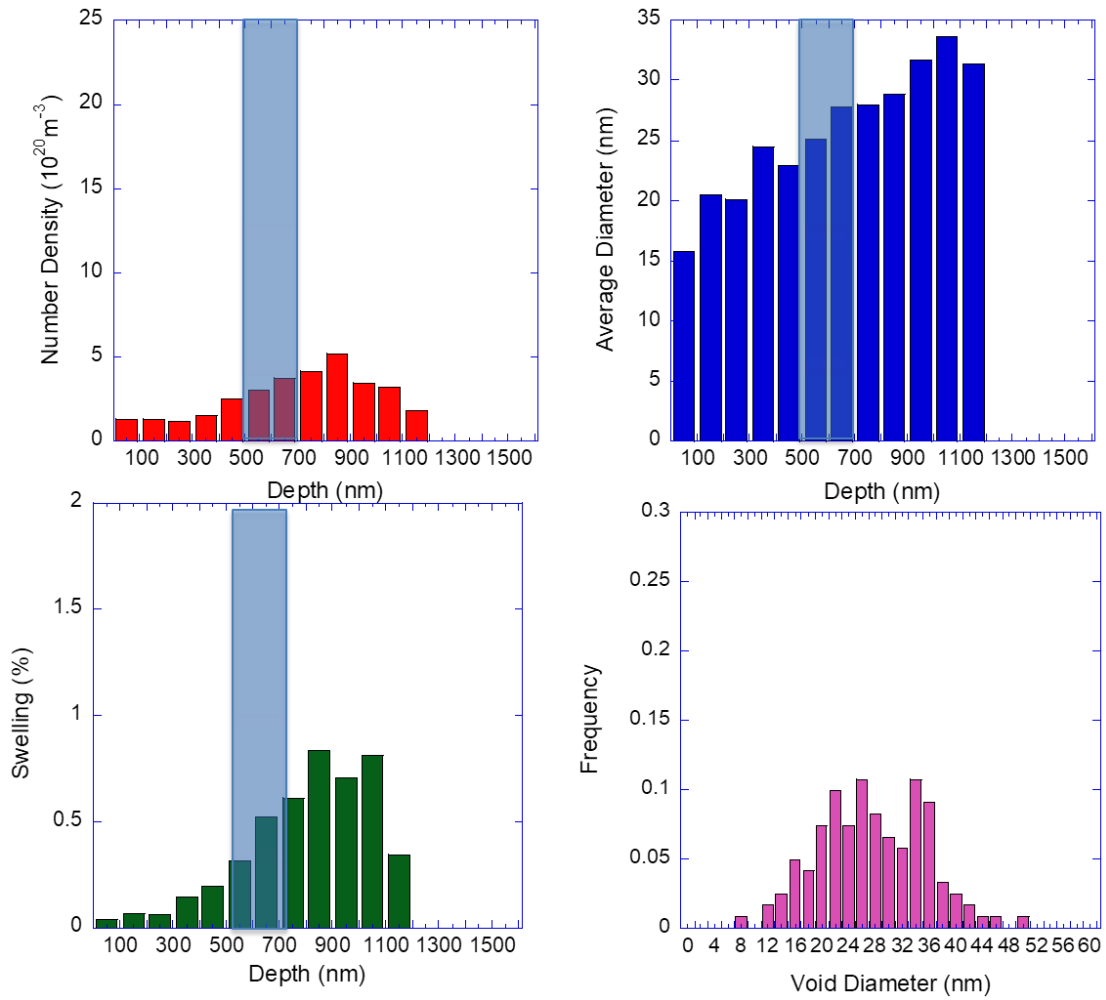 25
20
15
10
5
0
Number Density (10²⁰m⁻³)
100 300 500 700 900 1100 1300 1500
Depth (nm)
35
30
25
20
15
10
5
0
Average Diameter (nm)
100 300 500 700 900 1100 1300 1500
Depth (nm)
2
1.5
1
0.5
0
Swelling (%)
100 300 500 700 900 1100 1300 1500
Depth (nm)
0.3
0.25
0.2
0.15
0.1
0.05
0
Frequency
0 4 8 12 16 20 24 28 32 36 40 44 48 52 56 60
Void Diameter (nm)